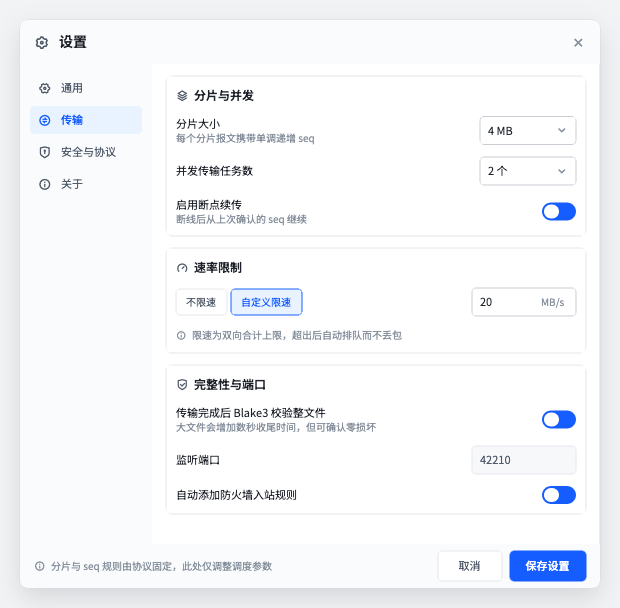 设置
通用
传输
安全与协议
关于
分片与并发
分片大小
每个分片报文携带单调递增 seq
4 MB
并发传输任务数
2 个
启用断点续传
断线后从上次确认的 seq 继续
速率限制
不限速
自定义限速
20
MB/s
限速为双向合计上限，超出后自动排队而不丢包
完整性与端口
传输完成后 Blake3 校验整文件
大文件会增加数秒收尾时间，但可确认零损坏
监听端口
42210
自动添加防火墙入站规则
分片与 seq 规则由协议固定，此处仅调整调度参数
取消
保存设置